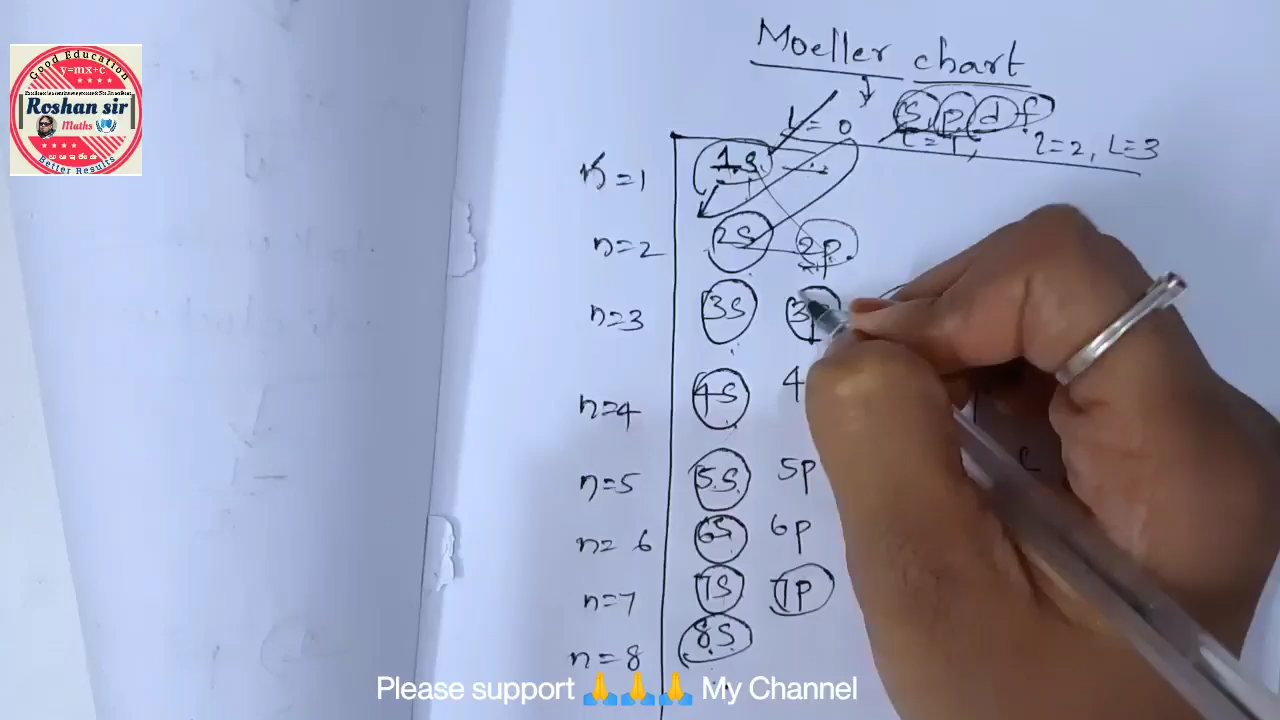 Good Education
y=mx+c
Roshan sir
Maths
Better Results
Moeller chart
L=0 s, p d f
l=1, l=2, L=3
n=1 1s
n=2 2s 2p
n=3 3s 3p
n=4 4s 4
n=5 5s 5p
n=6 6s 6p
n=7 7s 7p
n=8 8s
Please support 🙏🙏🙏 My Channel